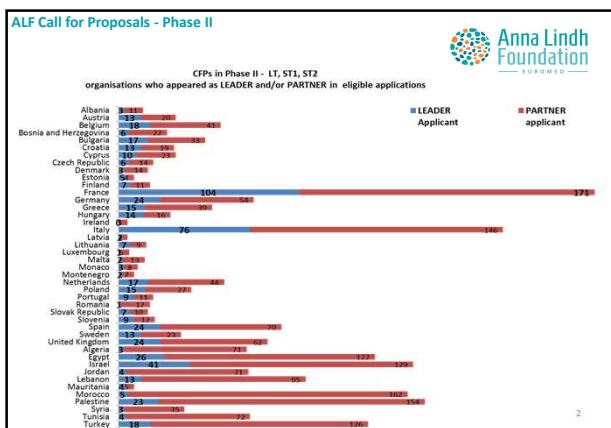 ALF Call for Proposals - Phase II
Anna Lindh
Foundation
EUROMED
CFPs in Phase II - LT, ST1, ST2
organisations who appeared as LEADER and/or PARTNER in eligible applications
LEADER Applicant
PARTNER applicant
Albania 3 11
Austria 13 20
Belgium 18 41
Bosnia and Herzegovina 6 22
Bulgaria 17 33
Croatia 13 19
Cyprus 10 23
Czech Republic 6 14
Denmark 3 14
Estonia 5
Finland 7 11
France 104 171
Germany 24 54
Greece 15 39
Hungary 14 16
Ireland
Italy 76 146
Latvia
Lithuania 7 9
Luxembourg
Malta 2 13
Monaco 3 8
Montenegro 2 7
Netherlands 17 44
Poland 15 27
Portugal 9 11
Romania 1 17
Slovak Republic 7 10
Slovenia 9 12
Spain 24 70
Sweden 13 23
United Kingdom 24 62
Algeria 3 71
Egypt 26 122
Israel 41 129
Jordan 4 71
Lebanon 13 95
Mauritania 4 5
Morocco 5 162
Palestine 23 154
Syria 3 35
Tunisia 4 72
Turkey 18 126
2